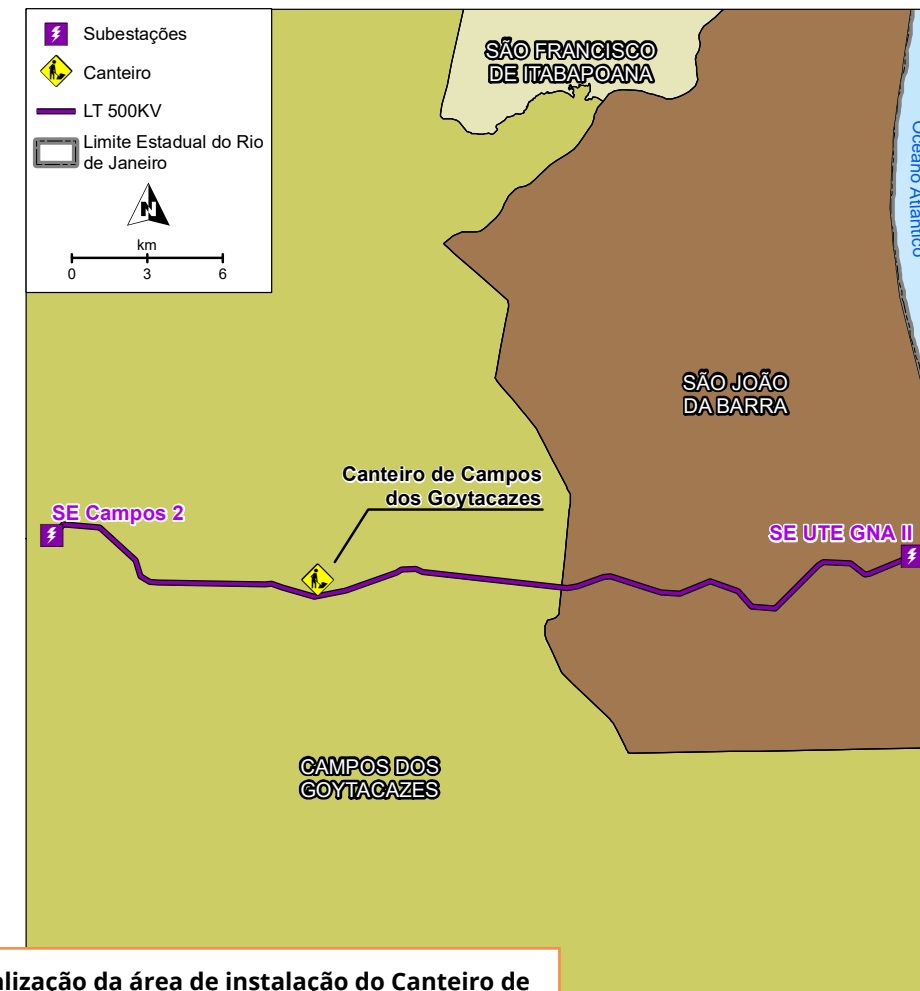 Subestações
Canteiro
LT 500KV
Limite Estadual do Rio
de Janeiro
N
km
0 3 6
SÃO FRANCISCO
DE ITABAPOANA
Oceano Atlântico
SÃO JOÃO
DA BARRA
Canteiro de Campos
dos Goytacazes
SE Campos 2
SE UTE GNA II
CAMPOS DOS
GOYTACAZES
alização da área de instalação do Canteiro de